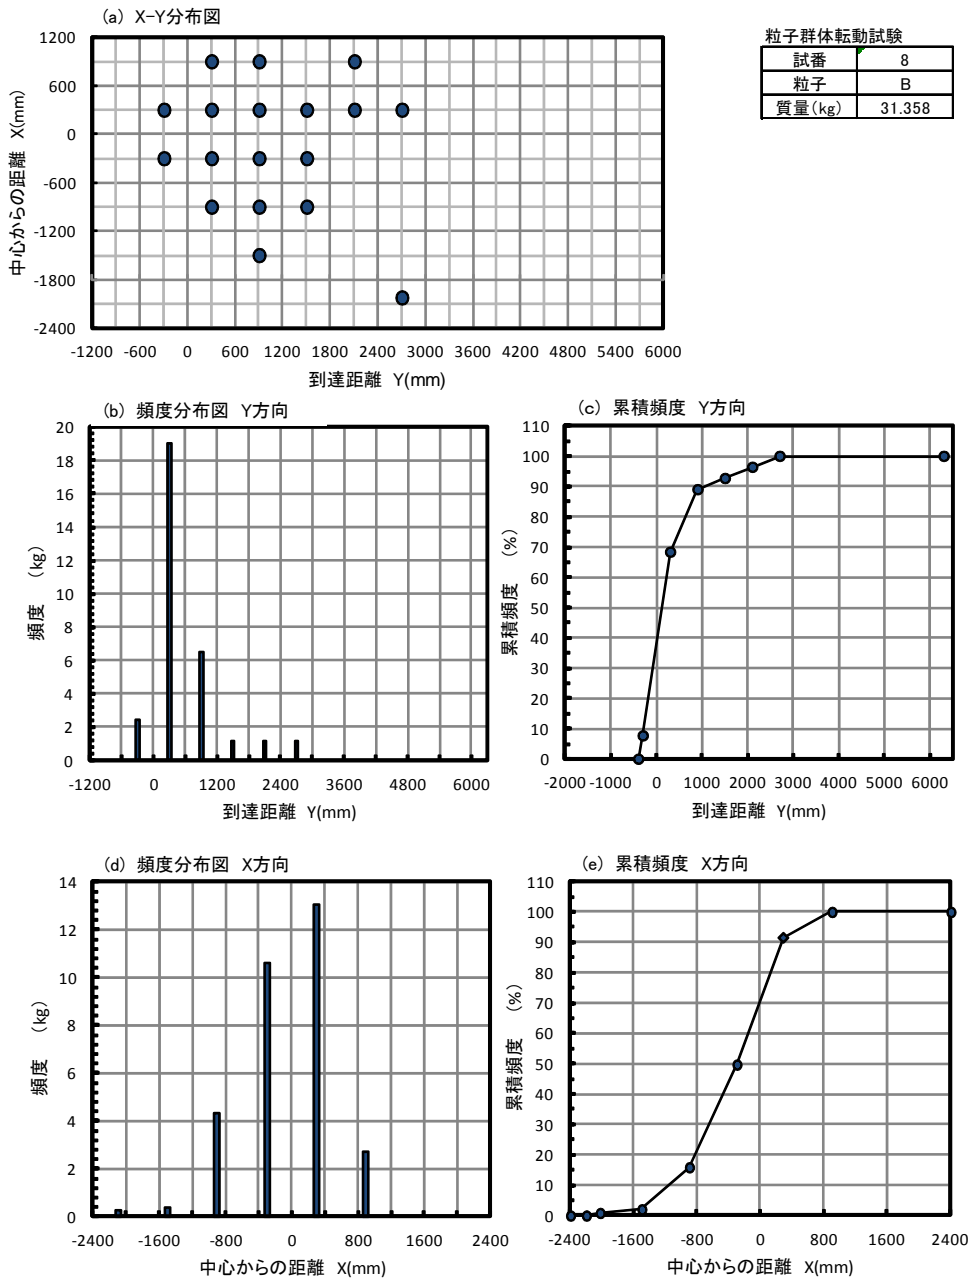 (a) X-Y分布図
1200
600
0
-600
-1200
-1800
-2400
中心からの距離 X(mm)
-1200 -600 0 600 1200 1800 2400 3000 3600 4200 4800 5400 6000
到達距離 Y(mm)
粒子群体転動試験
試番 8
粒子 B
質量(kg) 31.358
(b) 頻度分布図 Y方向
20
18
16
14
12
10
8
6
4
2
0
頻度 (kg)
-1200 0 1200 2400 3600 4800 6000
到達距離 Y(mm)
(c) 累積頻度 Y方向
110
100
90
80
70
60
50
40
30
20
10
0
累積頻度 (%)
-2000 -1000 0 1000 2000 3000 4000 5000 6000
到達距離 Y(mm)
(d) 頻度分布図 X方向
14
12
10
8
6
4
2
0
頻度 (kg)
-2400 -1600 -800 0 800 1600 2400
中心からの距離 X(mm)
(e) 累積頻度 X方向
110
100
90
80
70
60
50
40
30
20
10
0
累積頻度 (%)
-2400 -1600 -800 0 800 1600 2400
中心からの距離 X(mm)